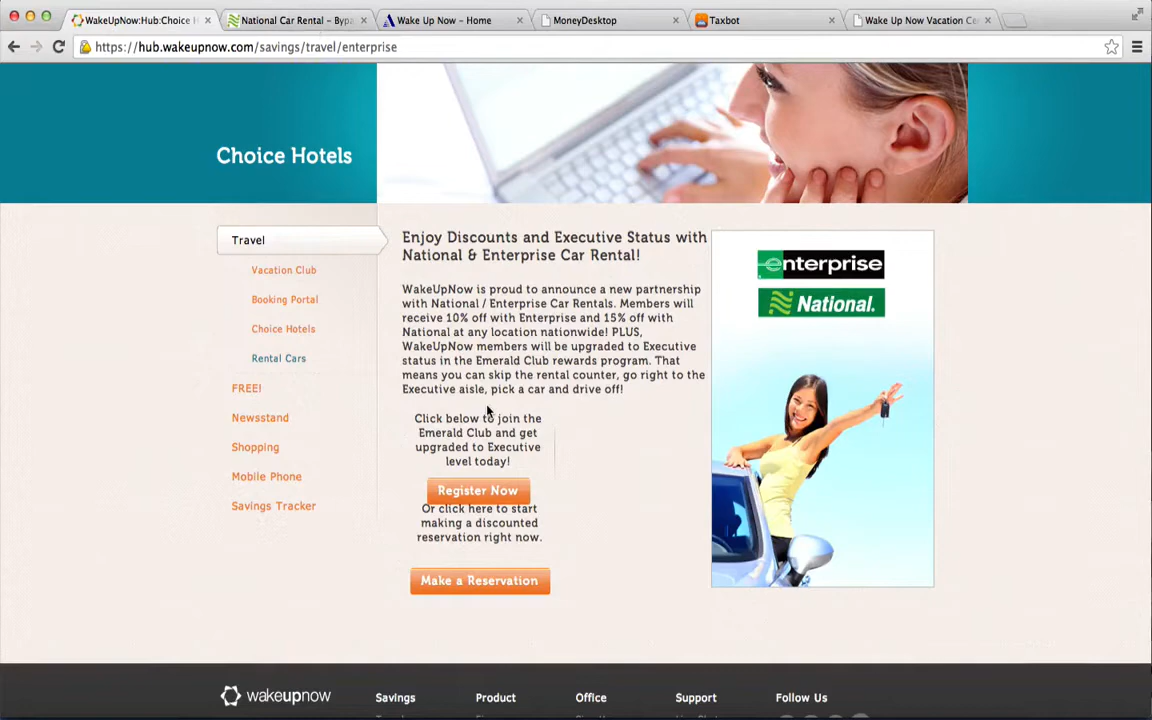 WakeUpNow:Hub:Choice H
National Car Rental – Bypa
Wake Up Now – Home
MoneyDesktop
Taxbot
Wake Up Now Vacation Ce
https://hub.wakeupnow.com/savings/travel/enterprise
Choice Hotels
Travel
Vacation Club
Booking Portal
Choice Hotels
Rental Cars
FREE!
Newsstand
Shopping
Mobile Phone
Savings Tracker
Enjoy Discounts and Executive Status with
National & Enterprise Car Rental!
WakeUpNow is proud to announce a new partnership
with National / Enterprise Car Rentals. Members will
receive 10% off with Enterprise and 15% off with
National at any location nationwide! PLUS,
WakeUpNow members will be upgraded to Executive
status in the Emerald Club rewards program. That
means you can skip the rental counter, go right to the
Executive aisle, pick a car and drive off!
Click below to join the
Emerald Club and get
upgraded to Executive
level today!
Register Now
Or click here to start
making a discounted
reservation right now.
Make a Reservation
enterprise
National.
wakeupnow
Savings
Product
Office
Support
Follow Us